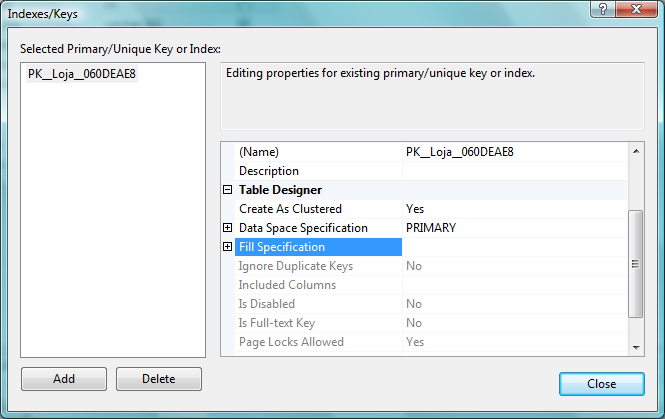 Indexes/Keys
Selected Primary/Unique Key or Index:
PK__Loja__060DEAE8
Editing properties for existing primary/unique key or index.
(Name) PK__Loja__060DEAE8
Description
Table Designer
Create As Clustered Yes
Data Space Specification PRIMARY
Fill Specification
Ignore Duplicate Keys No
Included Columns
Is Disabled No
Is Full-text Key No
Page Locks Allowed Yes
Add Delete
Close